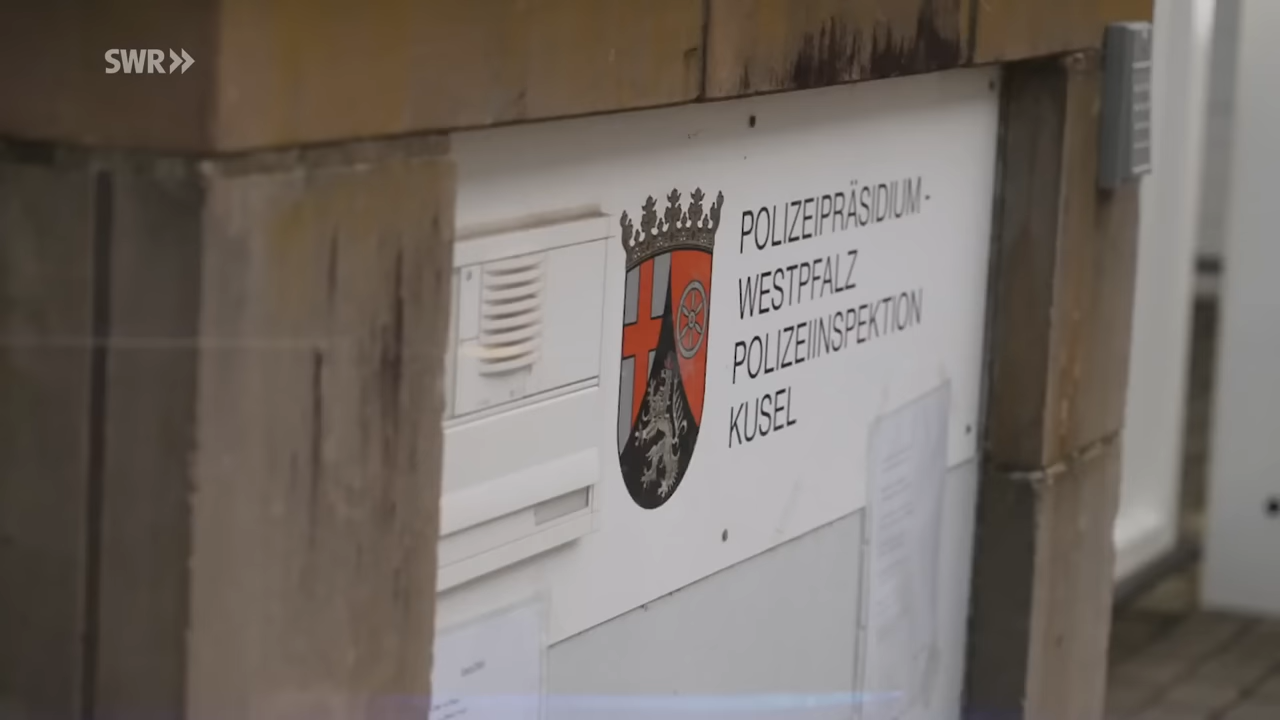 SWR»
POLIZEIPRÄSIDIUM-
WESTPFALZ
POLIZEIINSPEKTION
KUSEL